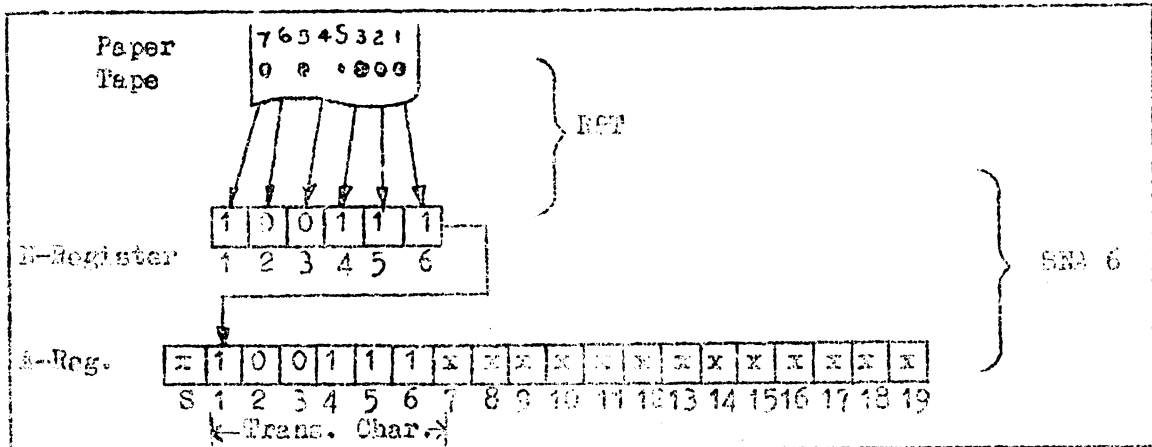 Paper
Tape
7 6 5 4 S 3 2 1
RPT
1 0 0 1 1 1
N-Register 1 2 3 4 5 6
SNA 6
A-Reg. x 1 0 0 1 1 1 x x x x x x x x x x x x x
S 1 2 3 4 5 6 7 8 9 10 11 12 13 14 15 16 17 18 19
Trans. Char.